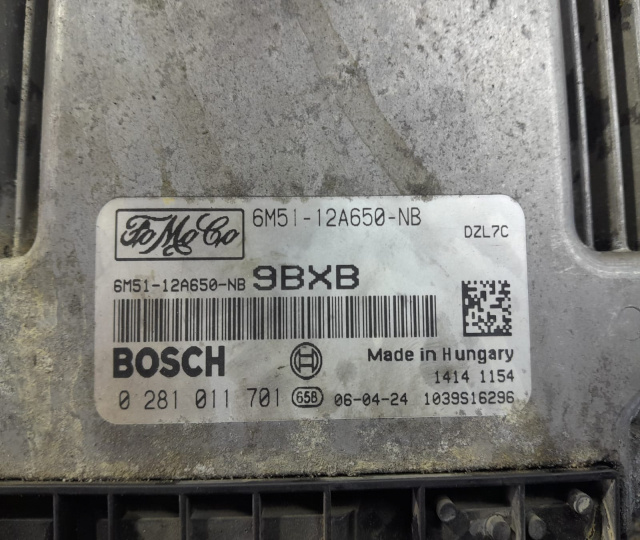 FoMoCo 6M51-12A650-NB DZL7C
6M51-12A650-NB 9BXB
BOSCH Made in Hungary
1414 1154
0 281 011 701 65B 06-04-24 1039S16296